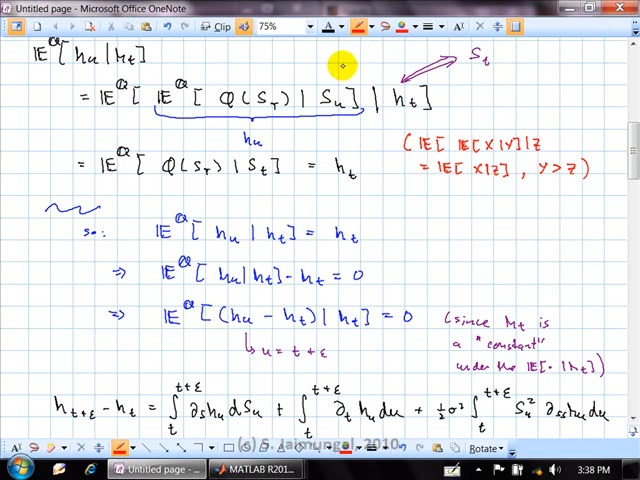 Untitled page - Microsoft Office OneNote
Clip 75%
𝔼^Q[ h_u | h_t ]
= 𝔼^Q[ 𝔼^Q[ φ(S_T) | S_u ] | h_t ] S_t
h_u
= 𝔼^Q[ φ(S_T) | S_t ] = h_t
( 𝔼[ 𝔼[ X|Y] | Z
= 𝔼[ X|Z] , Y > Z )
so: 𝔼^Q[ h_u | h_t ] = h_t
⇒ 𝔼^Q[ h_u | h_t ] - h_t = 0
⇒ 𝔼^Q[ (h_u - h_t) | h_t ] = 0
↳ u = t + ε
(since h_t is
a "constant"
under the 𝔼[ · | h_t ])
h_{t+ε} - h_t = ∫_t^{t+ε} ∂_s h_u dS_u + ∫_t^{t+ε} ∂_t h_u du + ½σ² ∫_t^{t+ε} S_u² ∂_ss h_u du
(c) S. Jaimungal, 2010
Rotate
Untitled page - Micr... MATLAB R201... 3:38 PM